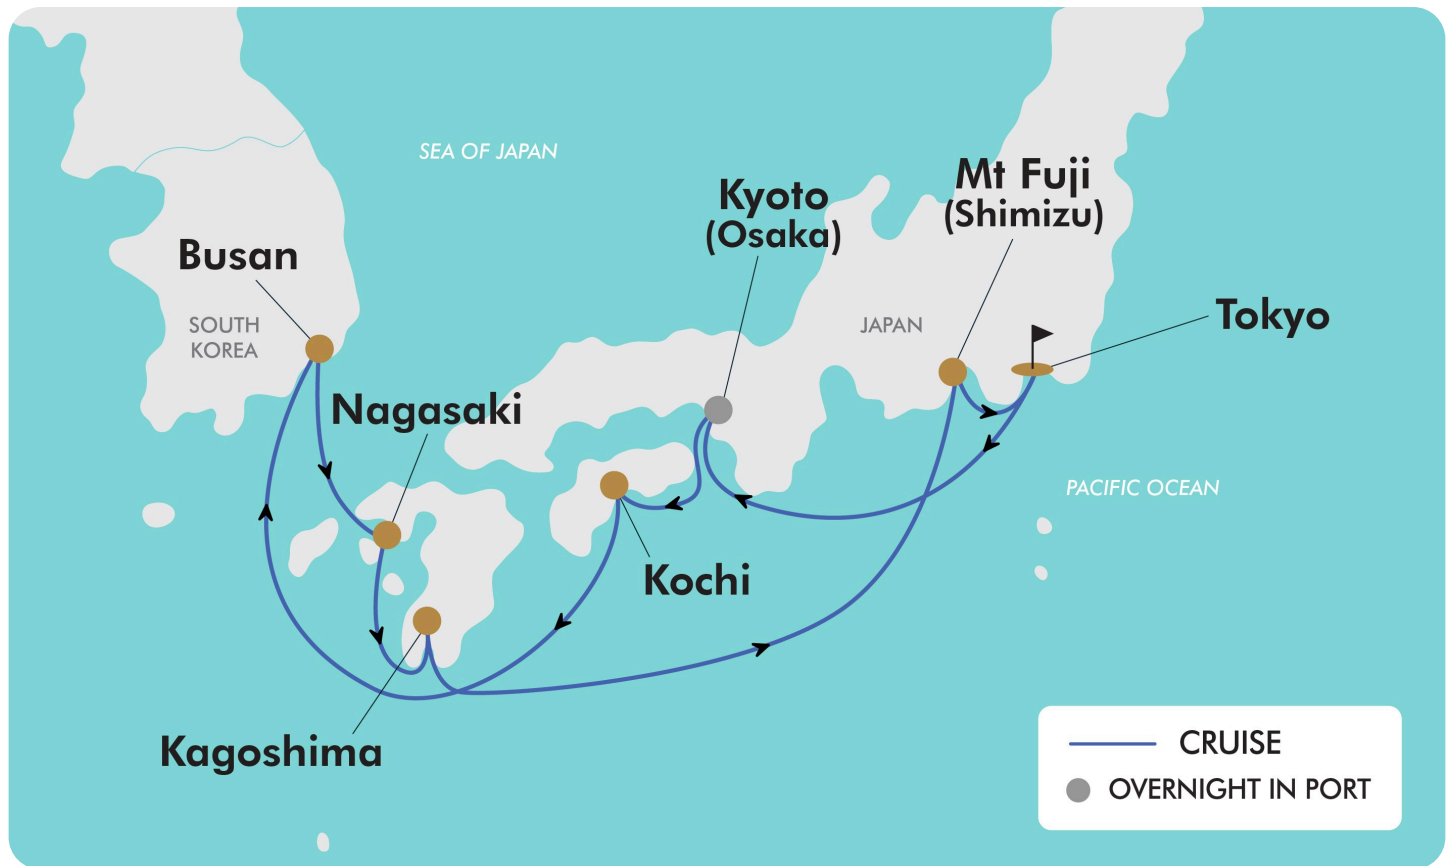 SEA OF JAPAN
Mt Fuji
(Shimizu)
Kyoto
(Osaka)
Busan
SOUTH
KOREA
JAPAN
Tokyo
Nagasaki
PACIFIC OCEAN
Kochi
Kagoshima
CRUISE
OVERNIGHT IN PORT